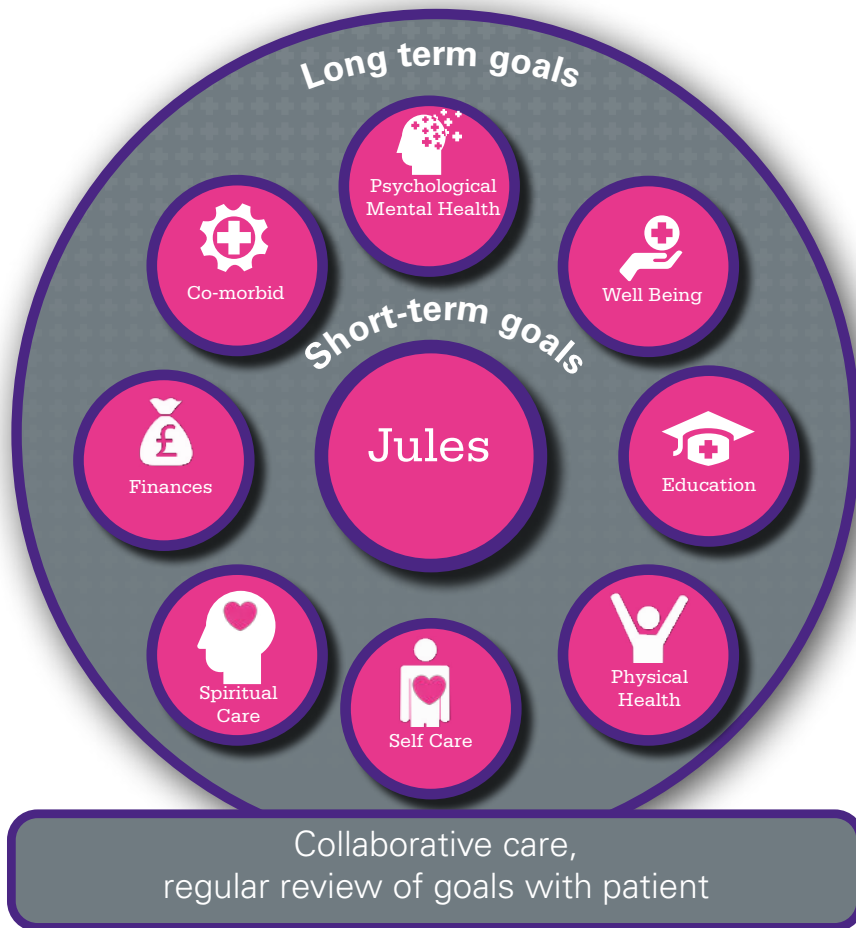 Long term goals
Psychological
Mental Health
Co-morbid
Well Being
Short-term goals
Jules
£
Finances
Education
Spiritual
Care
Self Care
Physical
Health
Collaborative care,
regular review of goals with patient